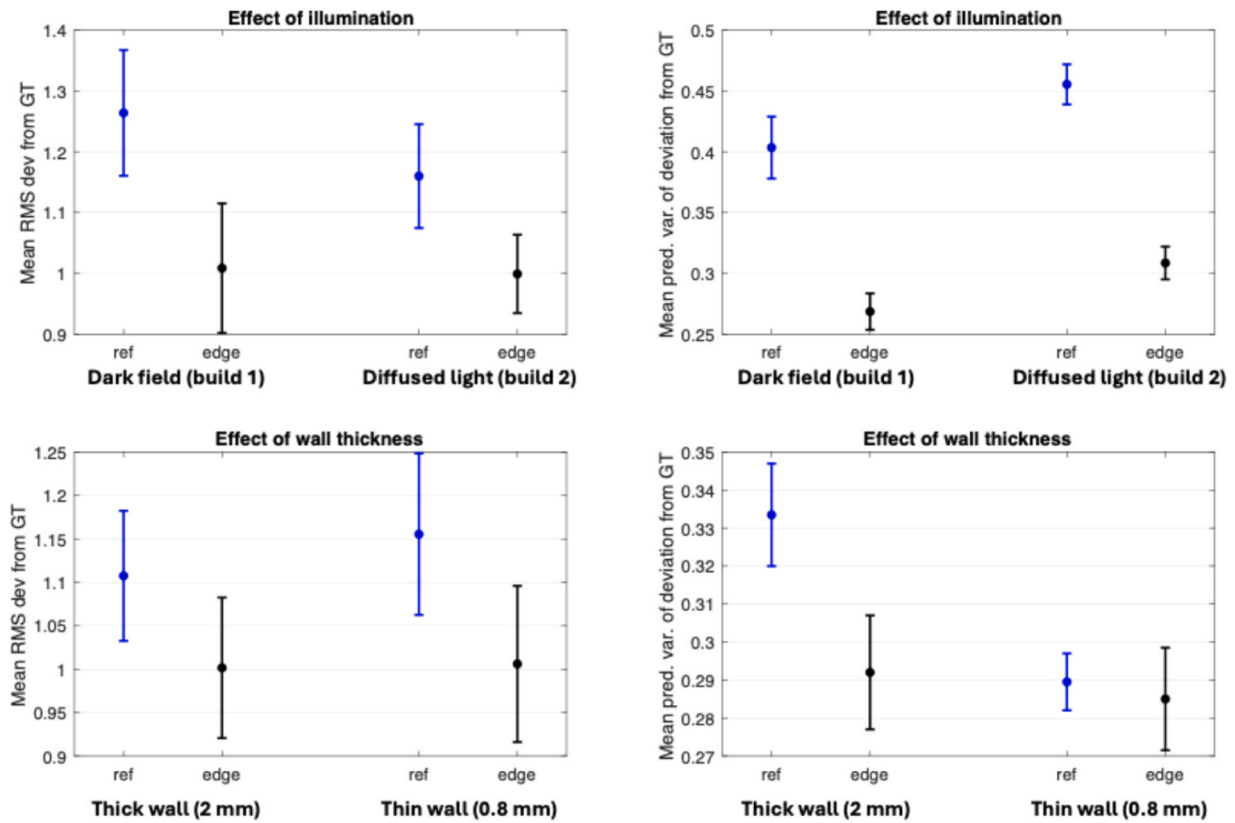 Effect of illumination
Mean RMS dev from GT
1.4
1.3
1.2
1.1
1
0.9
ref
edge
ref
edge
Dark field (build 1)
Diffused light (build 2)
Effect of illumination
Mean pred. var. of deviation from GT
0.5
0.45
0.4
0.35
0.3
0.25
ref
edge
ref
edge
Dark field (build 1)
Diffused light (build 2)
Effect of wall thickness
Mean RMS dev from GT
1.25
1.2
1.15
1.1
1.05
1
0.95
0.9
ref
edge
ref
edge
Thick wall (2 mm)
Thin wall (0.8 mm)
Effect of wall thickness
Mean pred. var. of deviation from GT
0.35
0.34
0.33
0.32
0.31
0.3
0.29
0.28
0.27
ref
edge
ref
edge
Thick wall (2 mm)
Thin wall (0.8 mm)